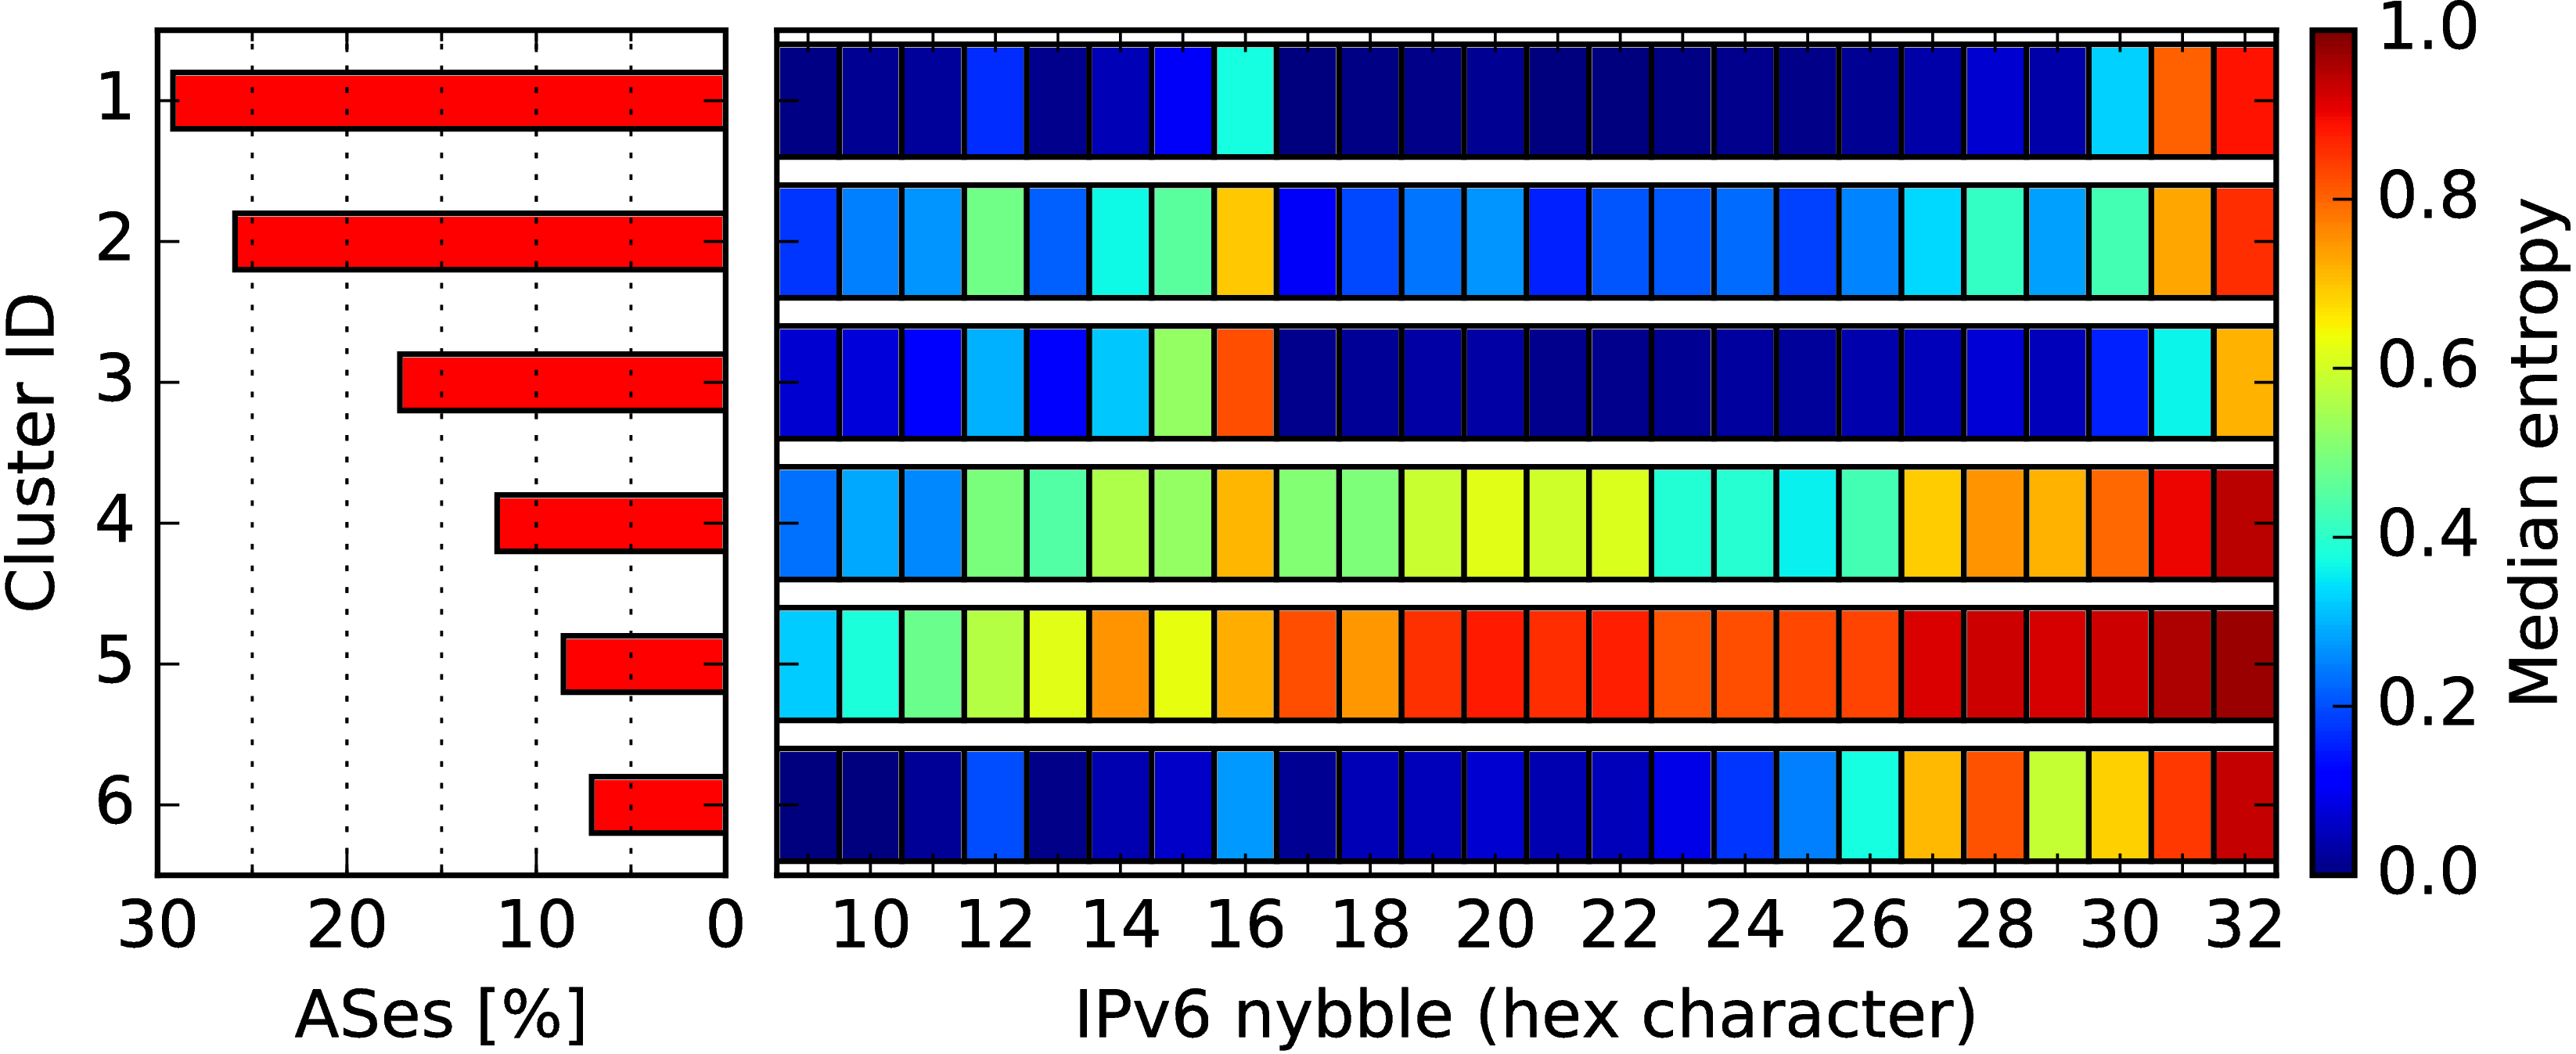 Cluster ID
1
2
3
4
5
6
30 20 10 0
ASes [%]
10 12 14 16 18 20 22 24 26 28 30 32
IPv6 nybble (hex character)
1.0
0.8
0.6
0.4
0.2
0.0
Median entropy